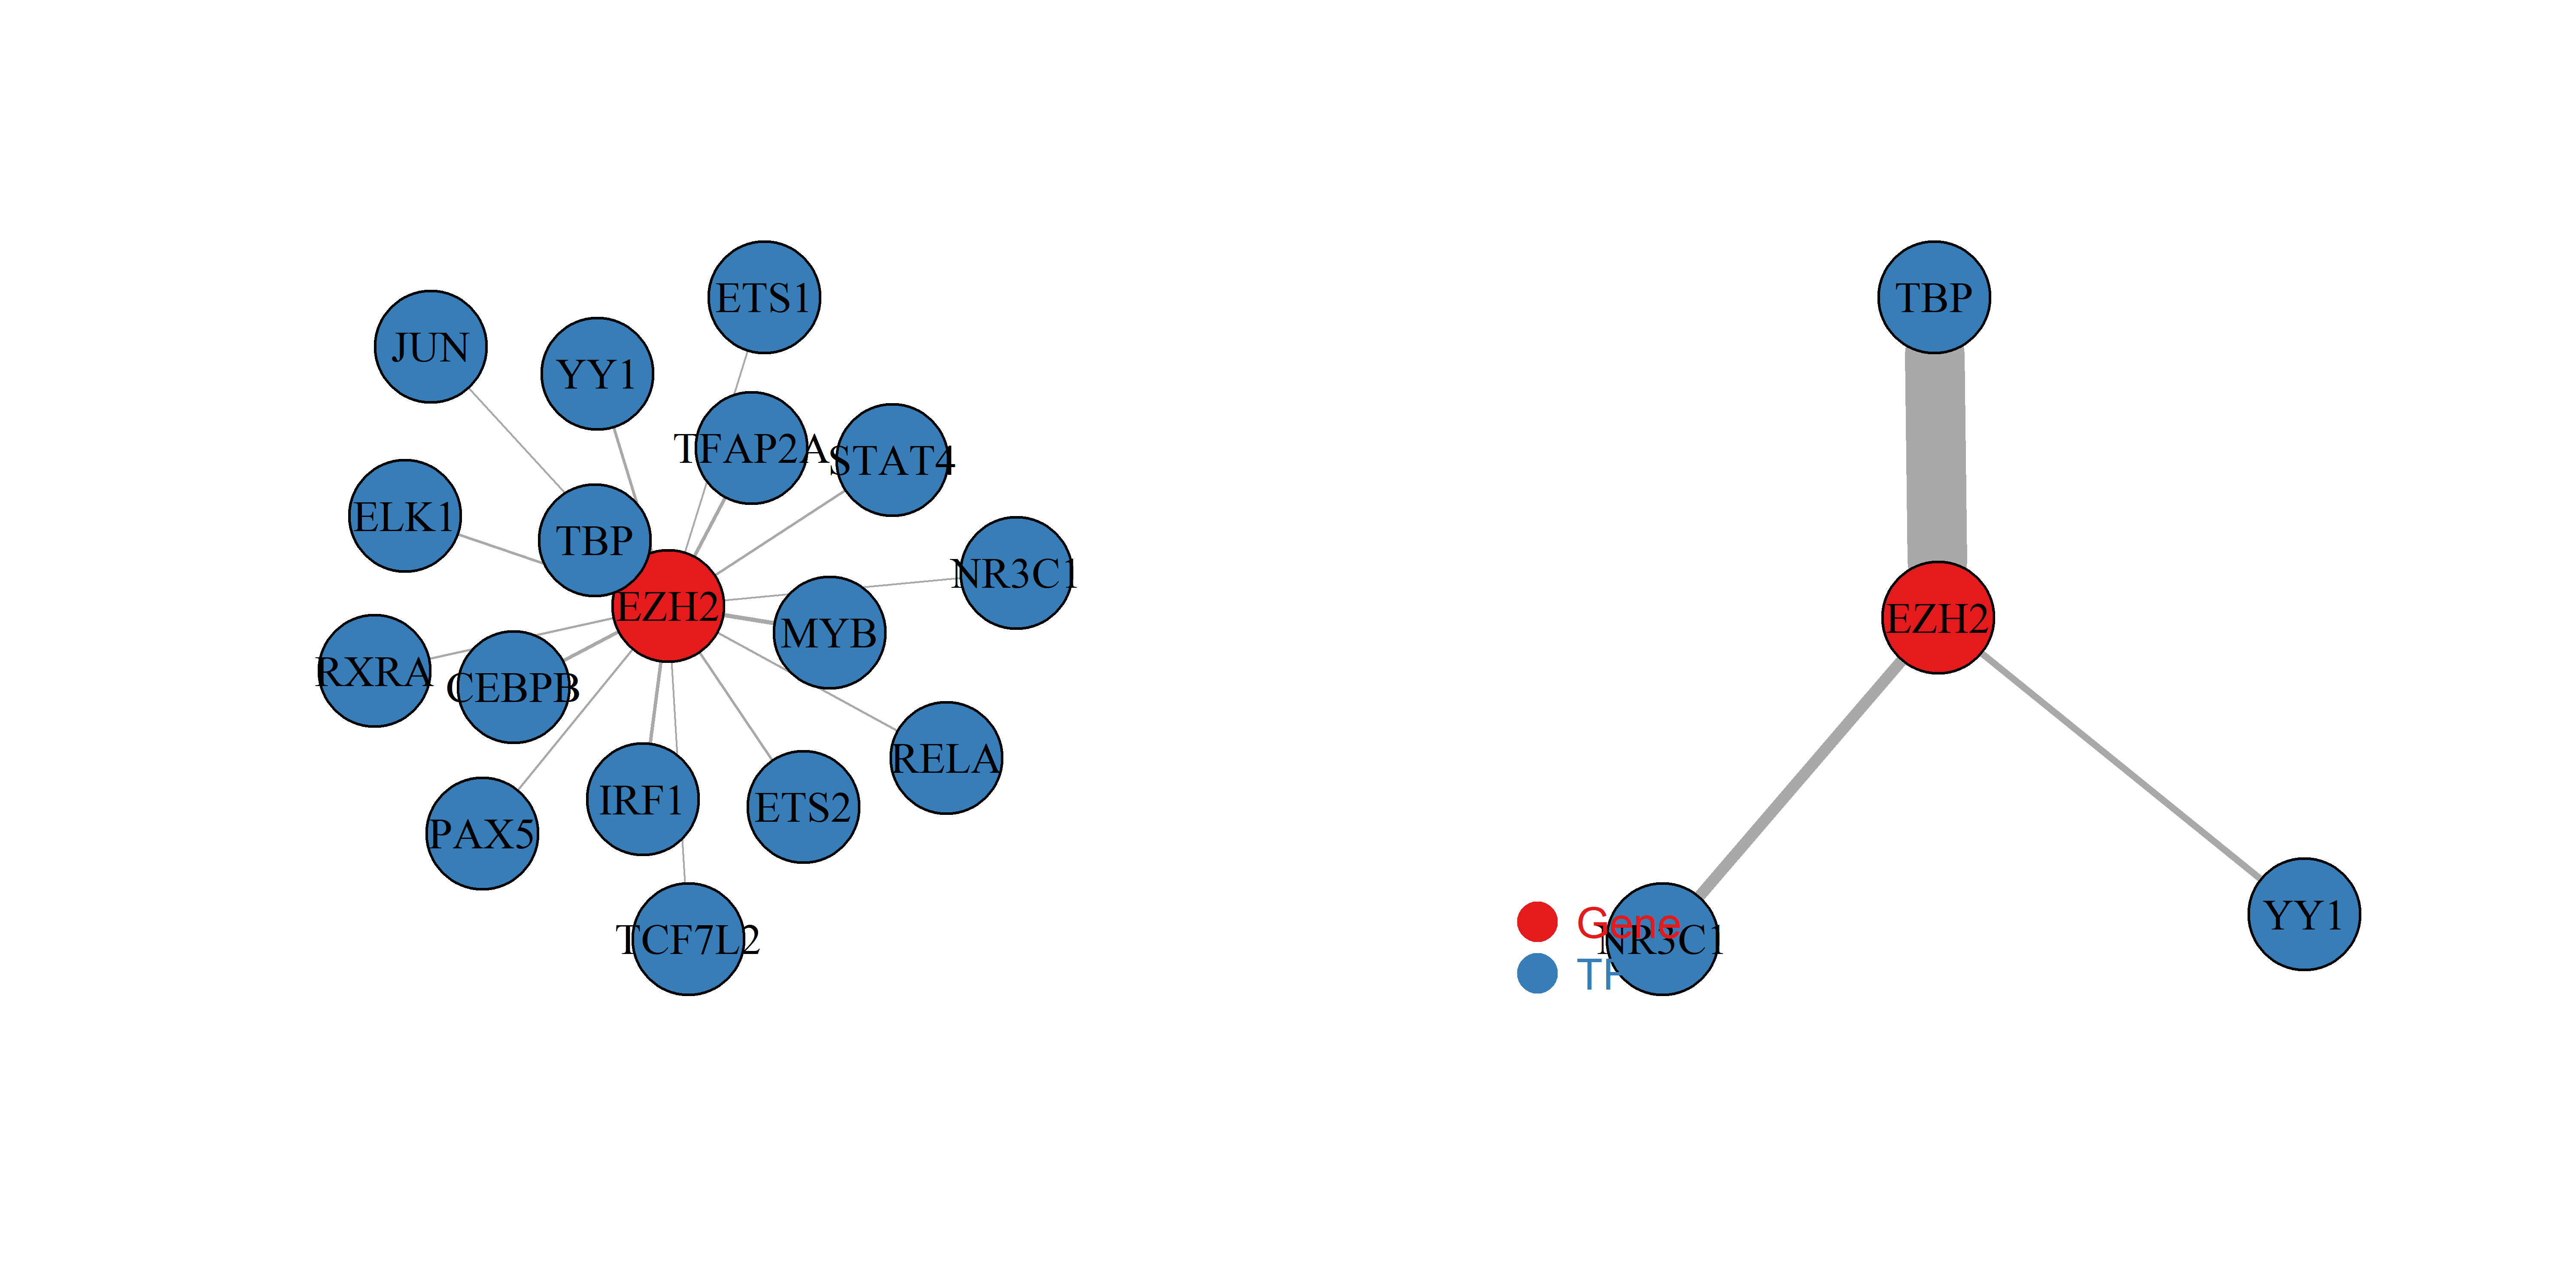 ETS1
JUN
YY1
TFAP2A
STAT4
ELK1
TBP
NR3C1
EZH2
MYB
RXRA
CEBPB
RELA
IRF1
ETS2
PAX5
TCF7L2
TBP
EZH2
YY1
Gene
NR3C1